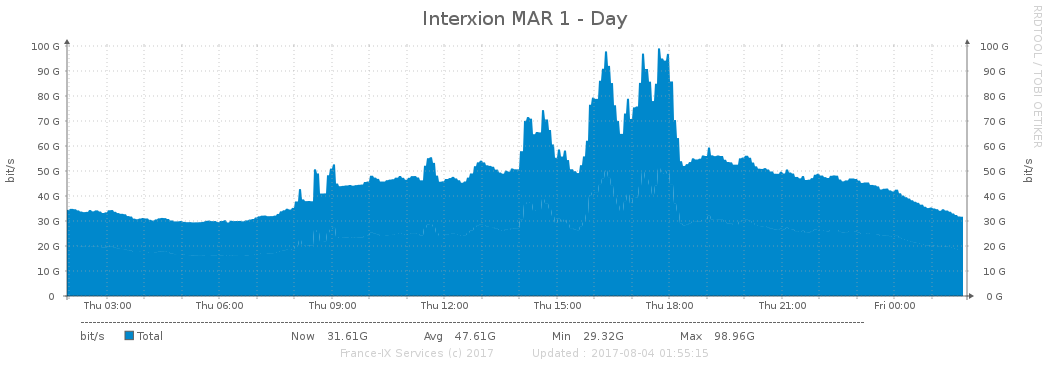 Interxion MAR 1 - Day
RRDTOOL / TOBI OETIKER
bit/s
100 G
90 G
80 G
70 G
60 G
50 G
40 G
30 G
20 G
10 G
0
100 G
90 G
80 G
70 G
60 G
50 G
40 G
30 G
20 G
10 G
0 G
bit/s
Thu 03:00 Thu 06:00 Thu 09:00 Thu 12:00 Thu 15:00 Thu 18:00 Thu 21:00 Fri 00:00
bit/s Total Now 31.61G Avg 47.61G Min 29.32G Max 98.96G
France-IX Services (c) 2017 Updated : 2017-08-04 01:55:15